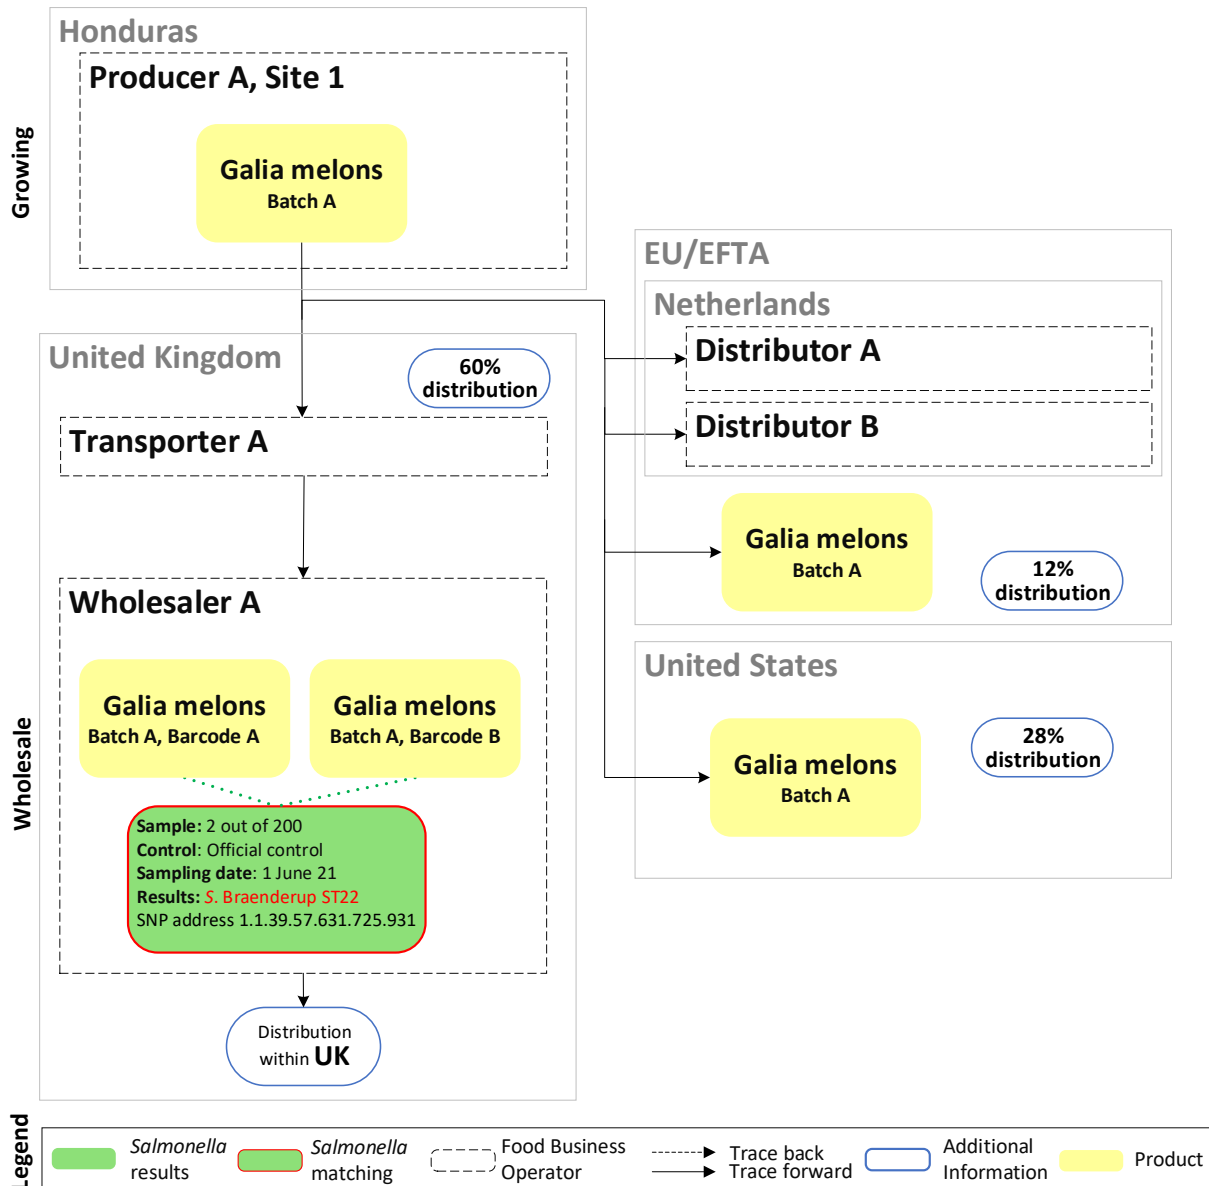 Honduras
Producer A, Site 1
Growing
Galia melons
Batch A
EU/EFTA
Netherlands
Distributor A
Distributor B
Galia melons
Batch A
12%
distribution
United Kingdom
60%
distribution
Transporter A
Wholesaler A
Wholesale
Galia melons
Batch A, Barcode A
Galia melons
Batch A, Barcode B
Sample: 2 out of 200
Control: Official control
Sampling date: 1 June 21
Results: S. Braenderup ST22
SNP address 1.1.39.57.631.725.931
Distribution
within UK
United States
28%
distribution
Galia melons
Batch A
Legend
Salmonella
results
Salmonella
matching
Food Business
Operator
Trace back
Trace forward
Additional
Information
Product